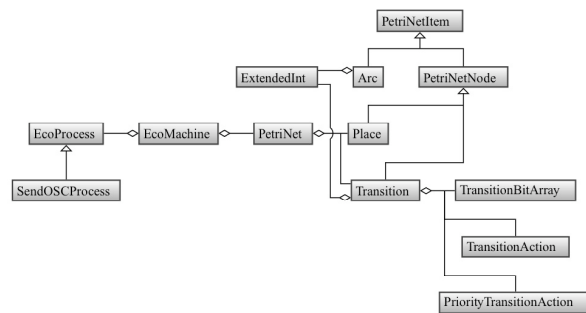 PetriNetItem
ExtendedInt
Arc
PetriNetNode
EcoProcess
EcoMachine
PetriNet
Place
SendOSCProcess
Transition
TransitionBitArray
TransitionAction
PriorityTransitionAction